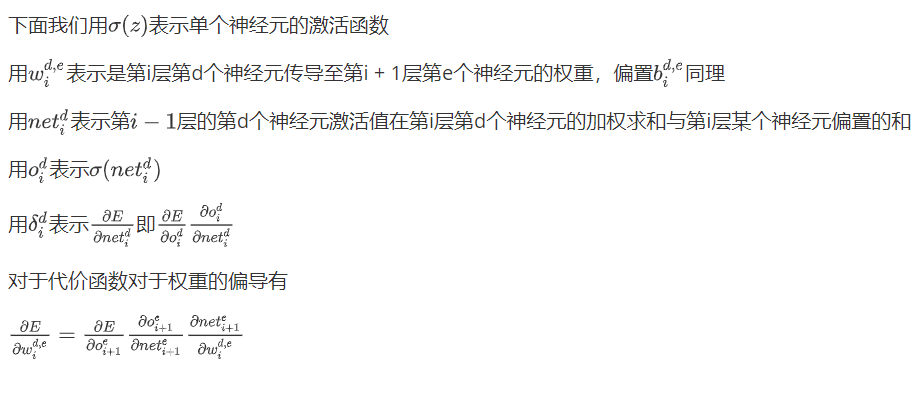 下面我们用σ(z)表示单个神经元的激活函数
用$w_i^{d,e}$表示是第i层第d个神经元传导至第i + 1层第e个神经元的权重，偏置$b_i^{d,e}$同理
用$net_i^d$表示第$i-1$层的第d个神经元激活值在第i层第d个神经元的加权求和与第i层某个神经元偏置的和
用$o_i^d$表示$\sigma(net_i^d)$
用$\delta_i^d$表示$\frac{\partial E}{\partial net_i^d}$即$\frac{\partial E}{\partial o_i^d}\frac{\partial o_i^d}{\partial net_i^d}$
对于代价函数对于权重的偏导有
$\frac{\partial E}{\partial w_i^{d,e}} = \frac{\partial E}{\partial o_{i+1}^e}\frac{\partial o_{i+1}^e}{\partial net_{i+1}^e}\frac{\partial net_{i+1}^e}{\partial w_i^{d,e}}$